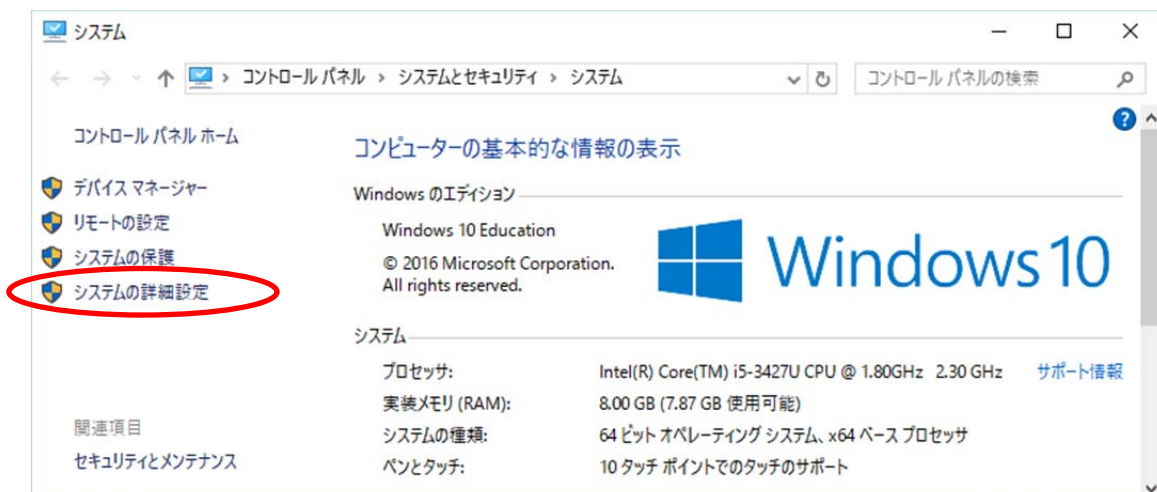 システム
コントロール パネル › システムとセキュリティ › システム
コントロール パネルの検索
コントロール パネル ホーム
デバイス マネージャー
リモートの設定
システムの保護
システムの詳細設定
関連項目
セキュリティとメンテナンス
コンピューターの基本的な情報の表示
Windows のエディション
Windows 10 Education
© 2016 Microsoft Corporation.
All rights reserved.
Windows 10
システム
プロセッサ: Intel(R) Core(TM) i5-3427U CPU @ 1.80GHz 2.30 GHz
サポート情報
実装メモリ (RAM): 8.00 GB (7.87 GB 使用可能)
システムの種類: 64 ビット オペレーティング システム、x64 ベース プロセッサ
ペンとタッチ: 10 タッチ ポイントでのタッチのサポート